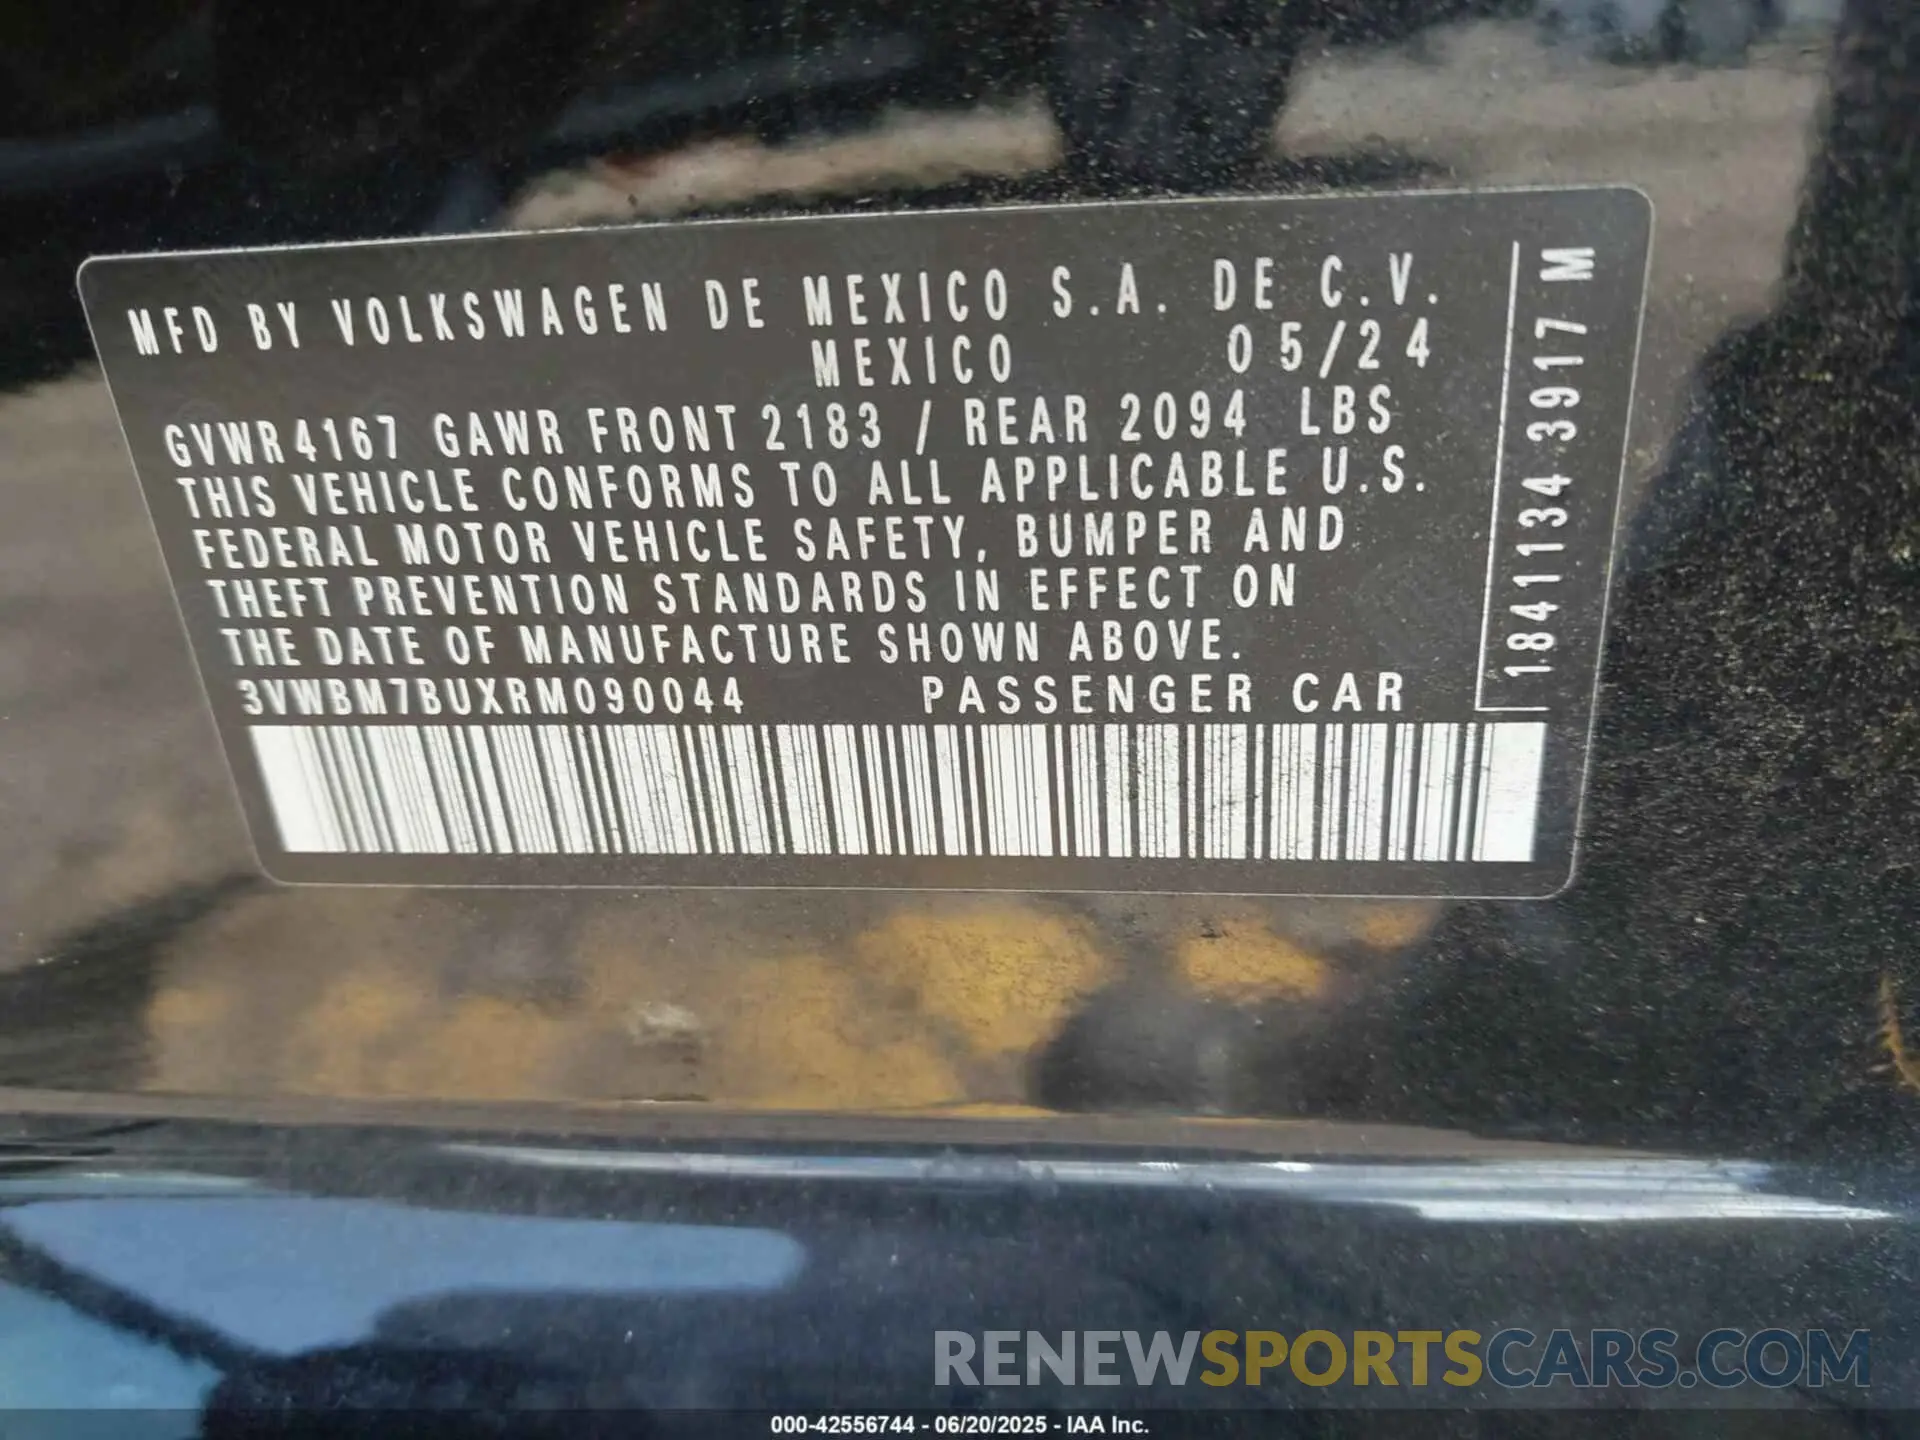 MFD BY VOLKSWAGEN DE MEXICO S.A. DE C.V.
MEXICO 05/24
GVWR 4167 GAWR FRONT 2183 / REAR 2094 LBS
THIS VEHICLE CONFORMS TO ALL APPLICABLE U.S.
FEDERAL MOTOR VEHICLE SAFETY, BUMPER AND
THEFT PREVENTION STANDARDS IN EFFECT ON
THE DATE OF MANUFACTURE SHOWN ABOVE.
3VWBM7BUXRM090044 PASSENGER CAR
1841134 3917 M
RENEWSPORTSCARS.COM
000-42556744 - 06/20/2025 - IAA Inc.